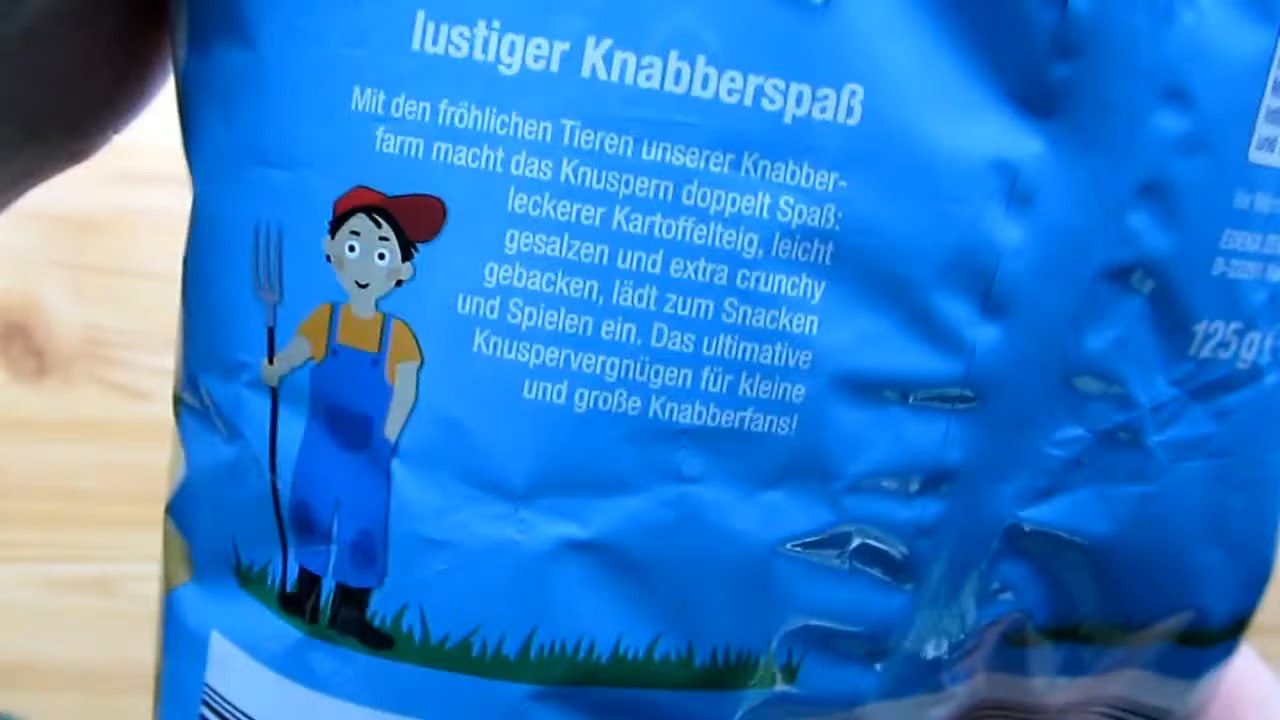 lustiger Knabberspaß
Mit den fröhlichen Tieren unserer Knabber-
farm macht das Knuspern doppelt Spaß:
leckerer Kartoffelteig, leicht
gesalzen und extra crunchy
gebacken, lädt zum Snacken
und Spielen ein. Das ultimative
Knuspervergnügen für kleine
und große Knabberfans!
125g